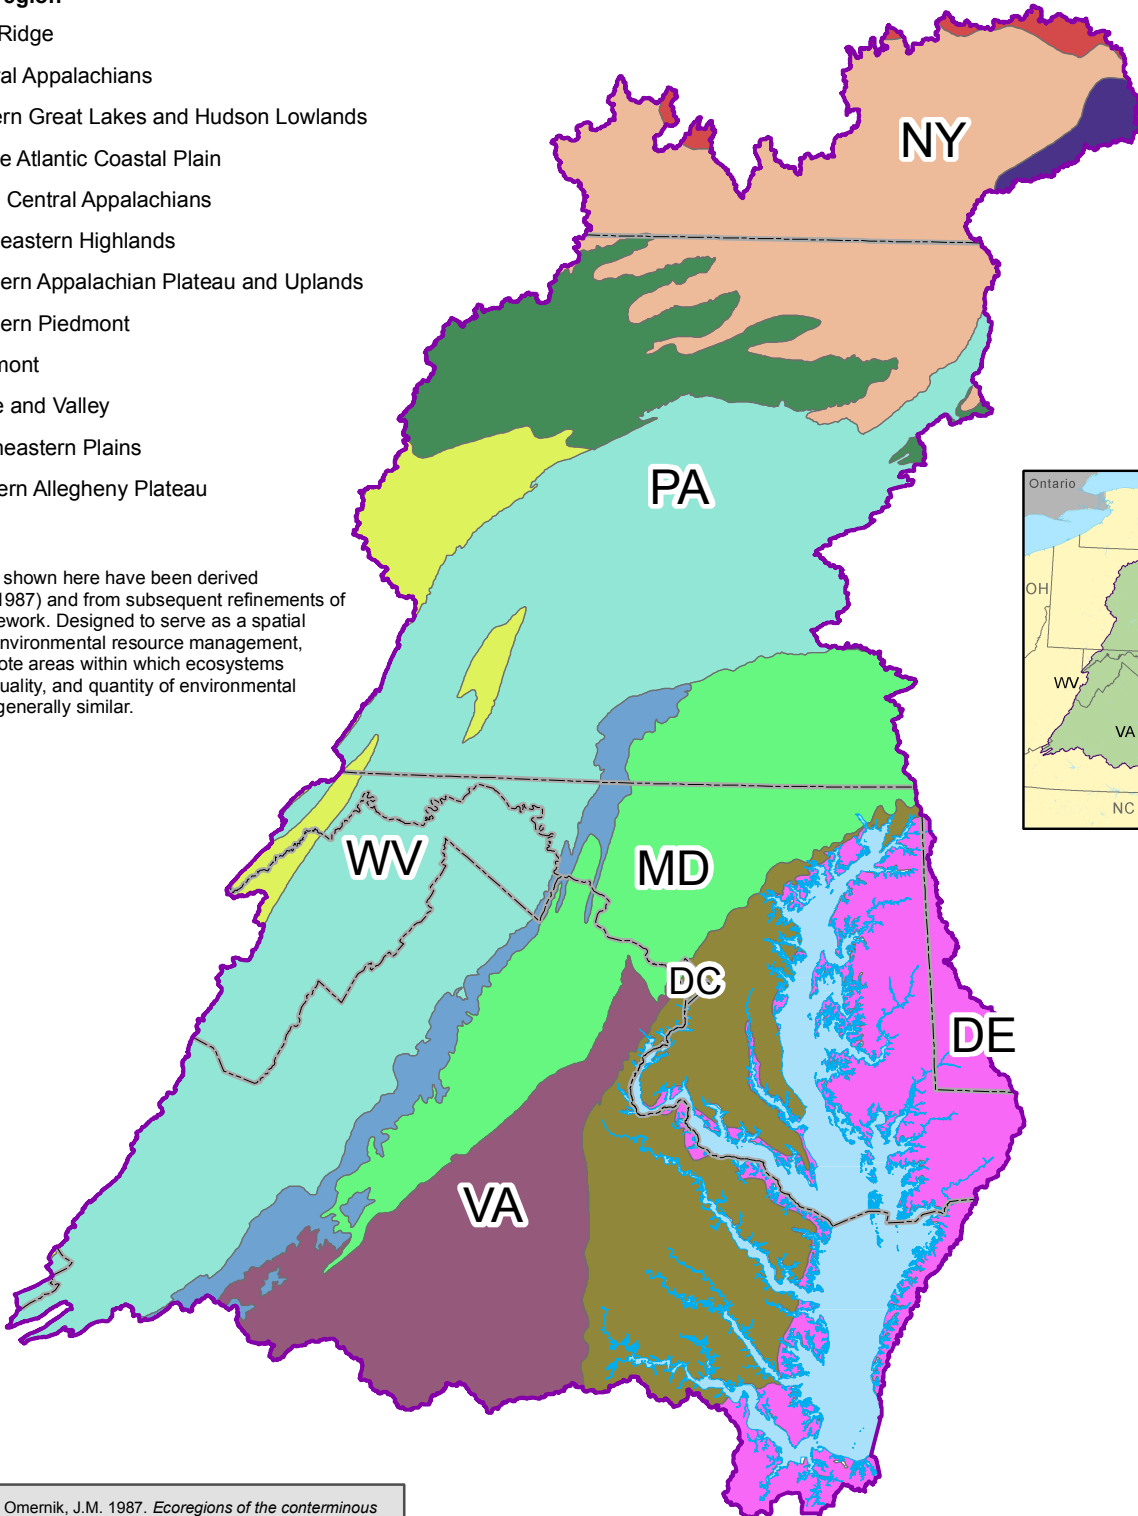 egion
Ridge
ral Appalachians
ern Great Lakes and Hudson Lowlands
e Atlantic Coastal Plain
Central Appalachians
eastern Highlands
ern Appalachian Plateau and Uplands
ern Piedmont
mont
e and Valley
heastern Plains
ern Allegheny Plateau
shown here have been derived
1987) and from subsequent refinements of
ework. Designed to serve as a spatial
nvironmental resource management,
ote areas within which ecosystems
uality, and quantity of environmental
generally similar.
NY
PA
WV
MD
DC
DE
VA
Ontario
OH
WV
VA
NC
Omernik, J.M. 1987. Ecoregions of the conterminous